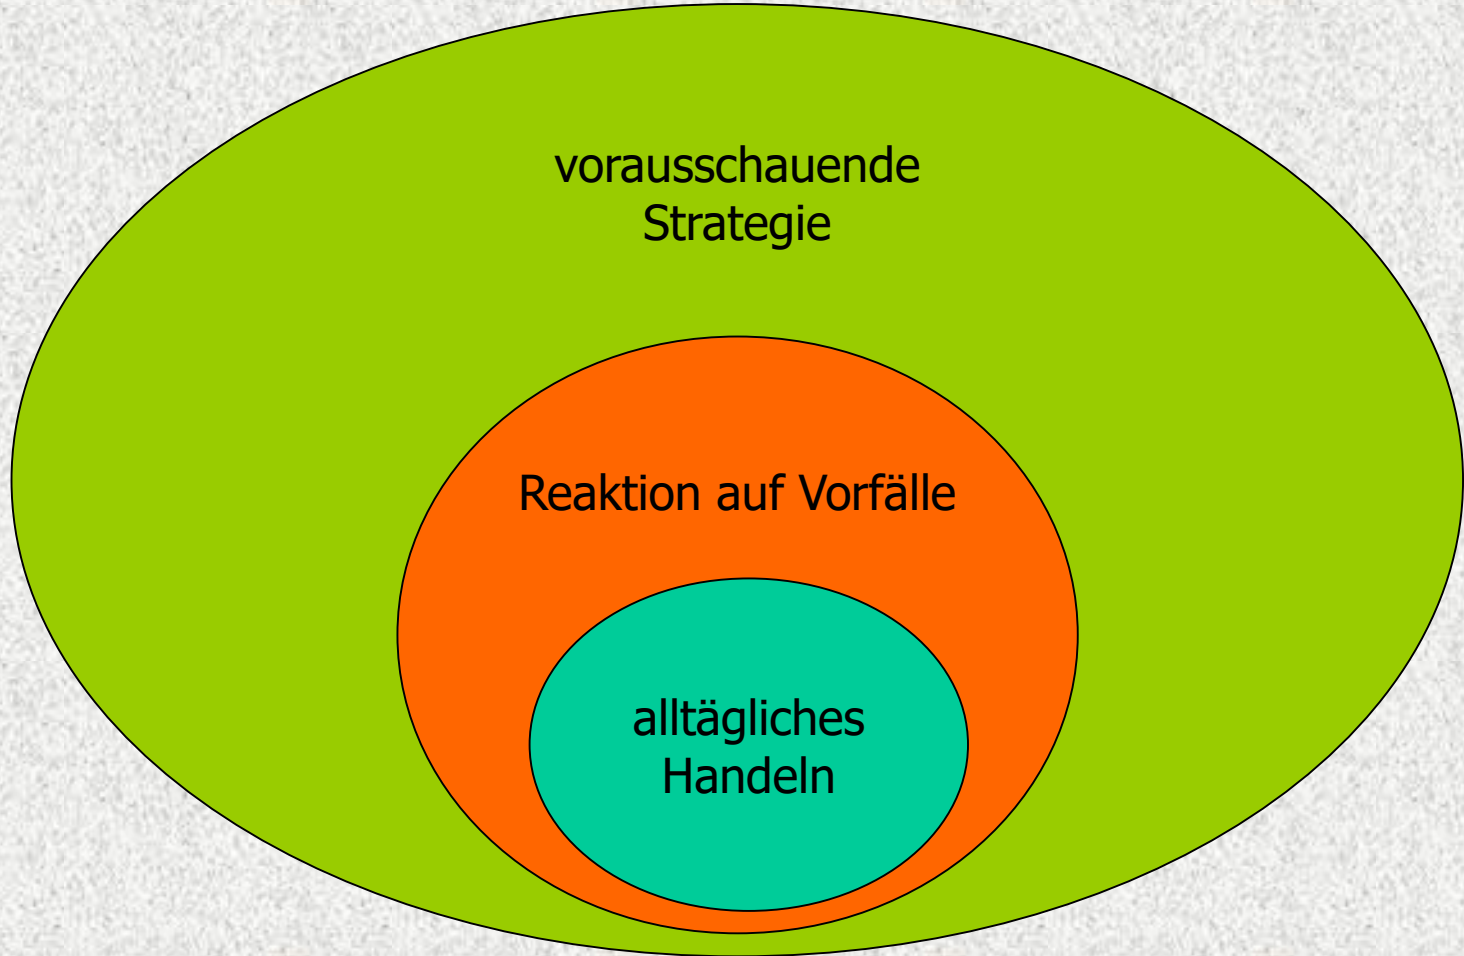 vorausschauende
Strategie
Reaktion auf Vorfälle
alltägliches
Handeln